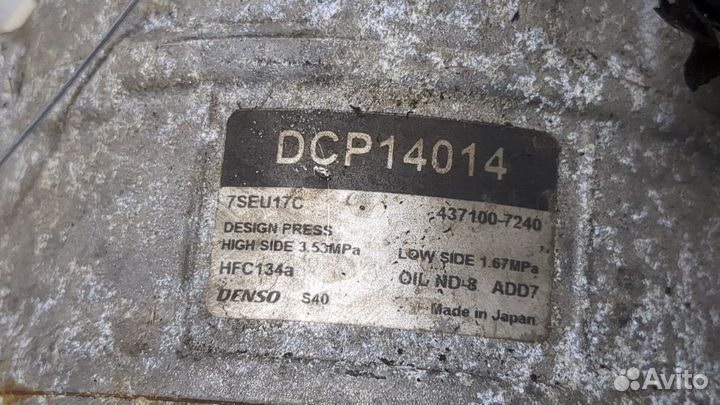 DCP14014
7SEU17C
437100-7240
DESIGN PRESS
HIGH SIDE 3.53MPa
LOW SIDE 1.67MPa
HFC134a
OIL ND-8 ADD7
DENSO S40
Made in Japan
Avito